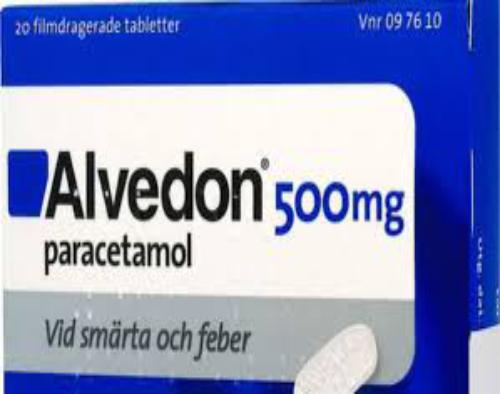 20 filmdragerade tabletter
Vnr 09 76 10
Alvedon® 500mg
paracetamol
Vid smärta och feber